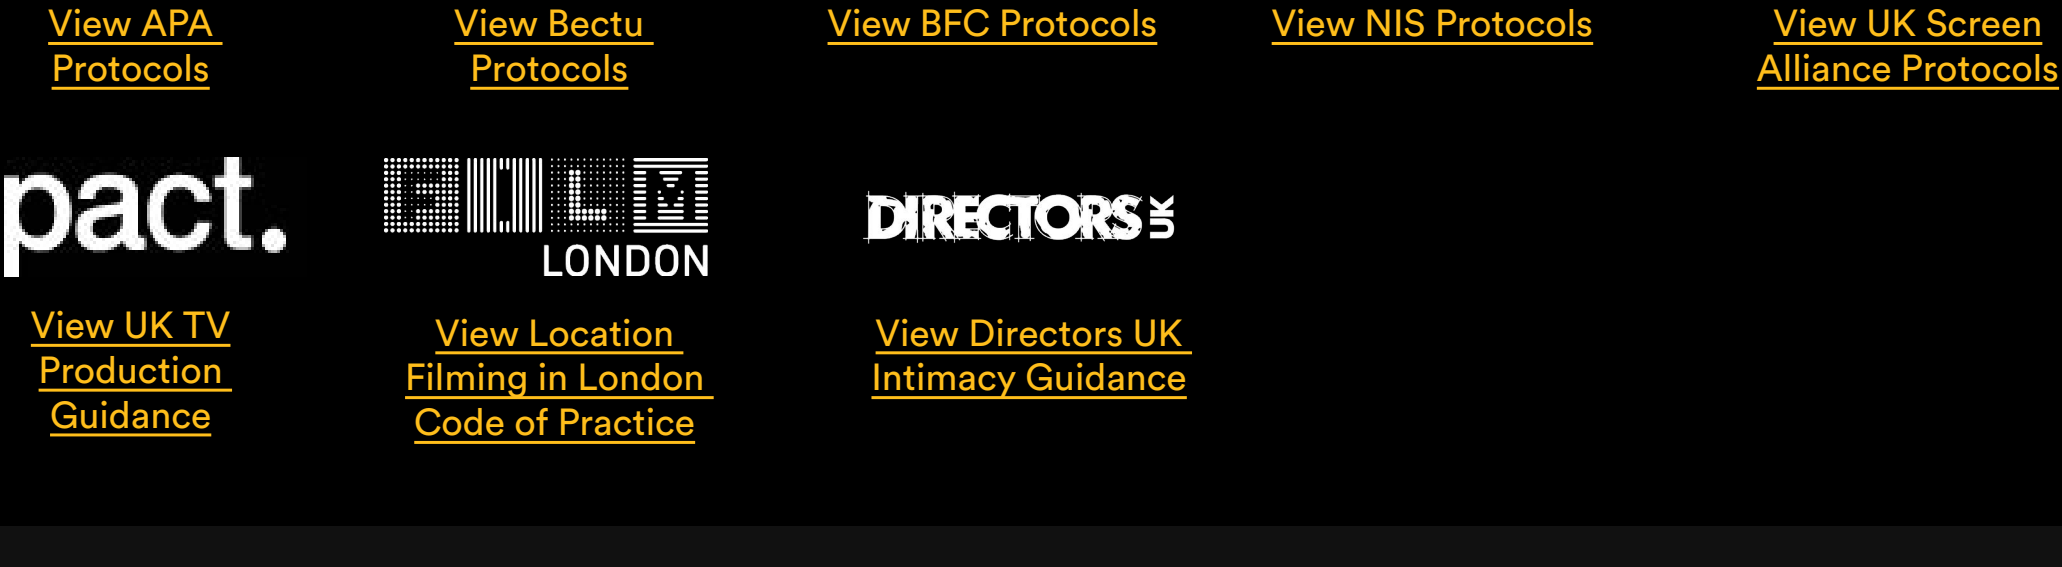 View APA
Protocols
View Bectu
Protocols
View BFC Protocols
View NIS Protocols
View UK Screen
Alliance Protocols
pact.
FILM
LONDON
DIRECTORS UK
View UK TV
Production
Guidance
View Location
Filming in London
Code of Practice
View Directors UK
Intimacy Guidance